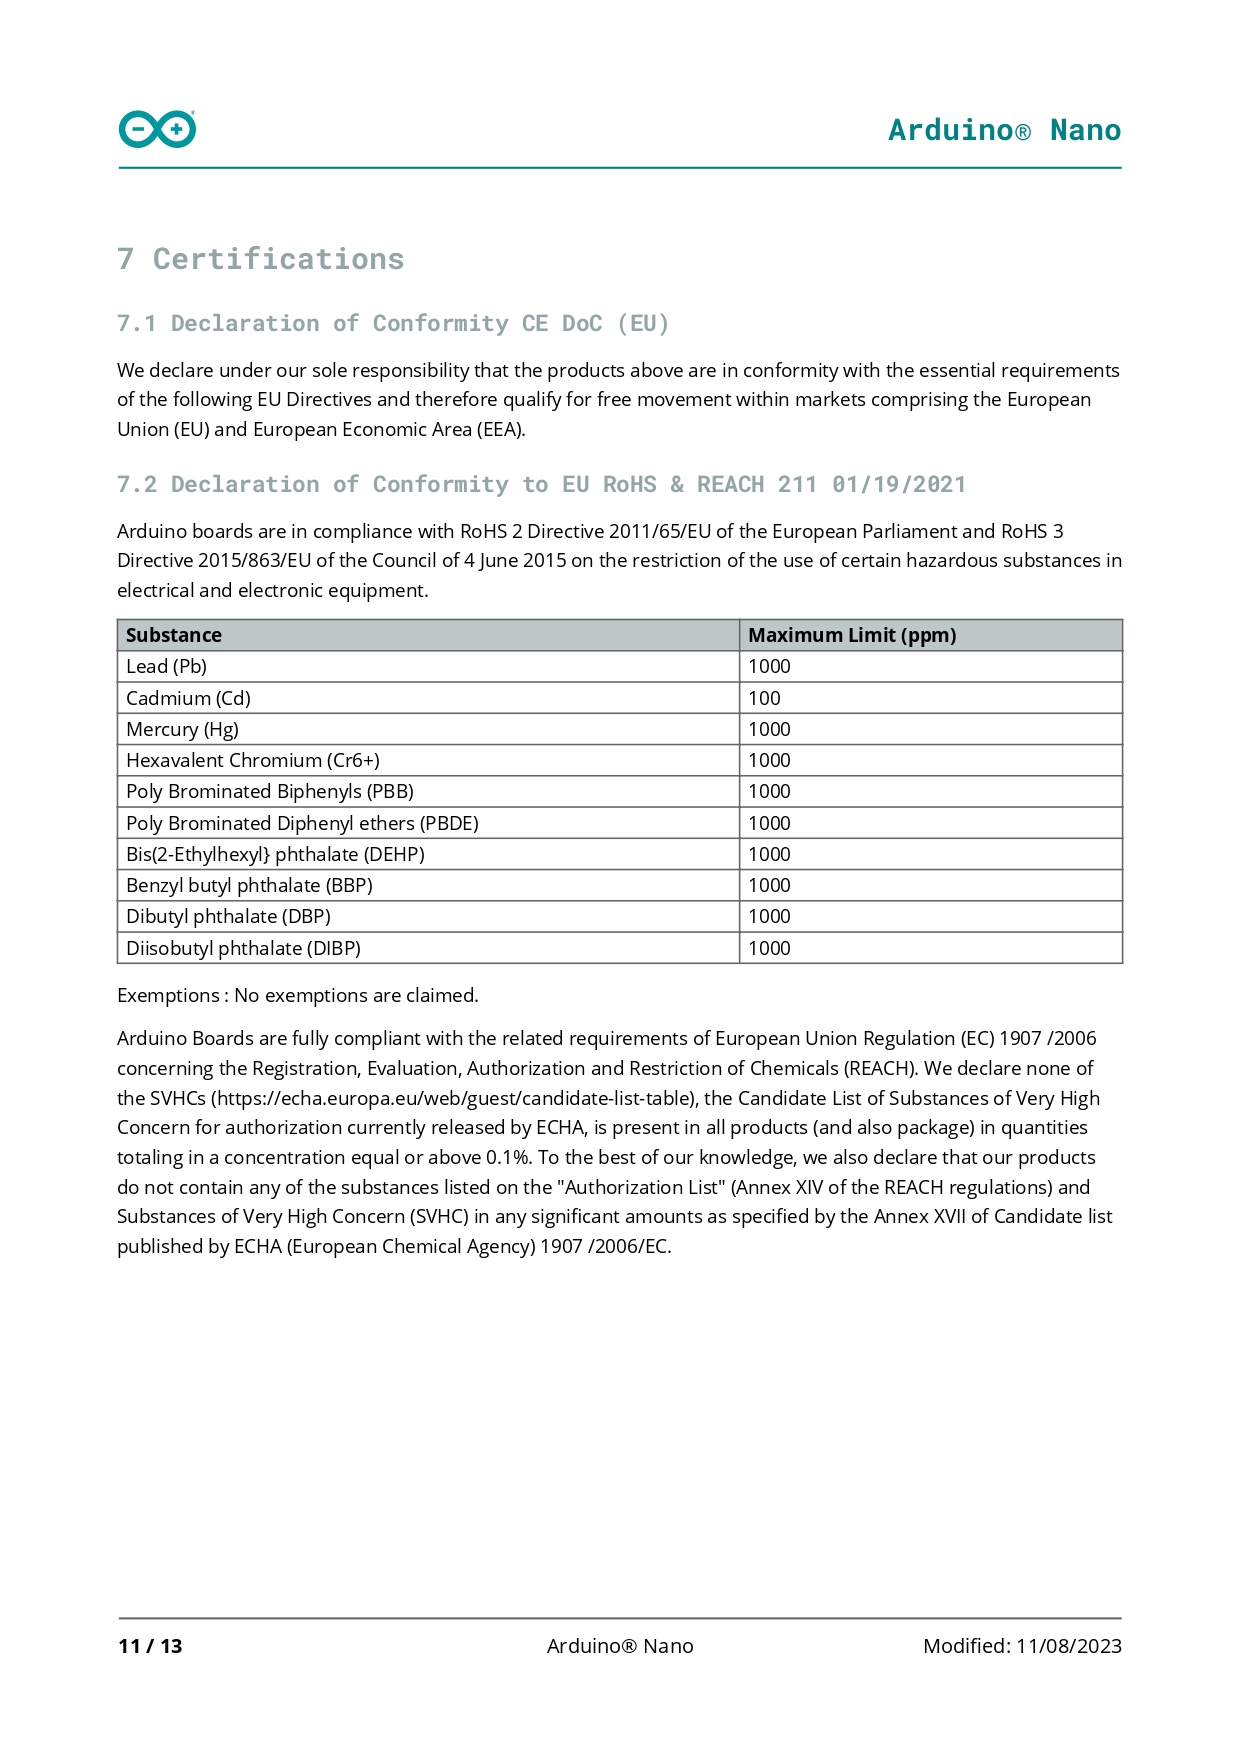 Arduino® Nano
7 Certifications
7.1 Declaration of Conformity CE DoC (EU)
We declare under our sole responsibility that the products above are in conformity with the essential requirements
of the following EU Directives and therefore qualify for free movement within markets comprising the European
Union (EU) and European Economic Area (EEA).
7.2 Declaration of Conformity to EU RoHS & REACH 211 01/19/2021
Arduino boards are in compliance with RoHS 2 Directive 2011/65/EU of the European Parliament and RoHS 3
Directive 2015/863/EU of the Council of 4 June 2015 on the restriction of the use of certain hazardous substances in
electrical and electronic equipment.
Substance Maximum Limit (ppm)
Lead (Pb) 1000
Cadmium (Cd) 100
Mercury (Hg) 1000
Hexavalent Chromium (Cr6+) 1000
Poly Brominated Biphenyls (PBB) 1000
Poly Brominated Diphenyl ethers (PBDE) 1000
Bis(2-Ethylhexyl} phthalate (DEHP) 1000
Benzyl butyl phthalate (BBP) 1000
Dibutyl phthalate (DBP) 1000
Diisobutyl phthalate (DIBP) 1000
Exemptions : No exemptions are claimed.
Arduino Boards are fully compliant with the related requirements of European Union Regulation (EC) 1907 /2006
concerning the Registration, Evaluation, Authorization and Restriction of Chemicals (REACH). We declare none of
the SVHCs (https://echa.europa.eu/web/guest/candidate-list-table), the Candidate List of Substances of Very High
Concern for authorization currently released by ECHA, is present in all products (and also package) in quantities
totaling in a concentration equal or above 0.1%. To the best of our knowledge, we also declare that our products
do not contain any of the substances listed on the "Authorization List" (Annex XIV of the REACH regulations) and
Substances of Very High Concern (SVHC) in any significant amounts as specified by the Annex XVII of Candidate list
published by ECHA (European Chemical Agency) 1907 /2006/EC.
11 / 13 Arduino® Nano Modified: 11/08/2023